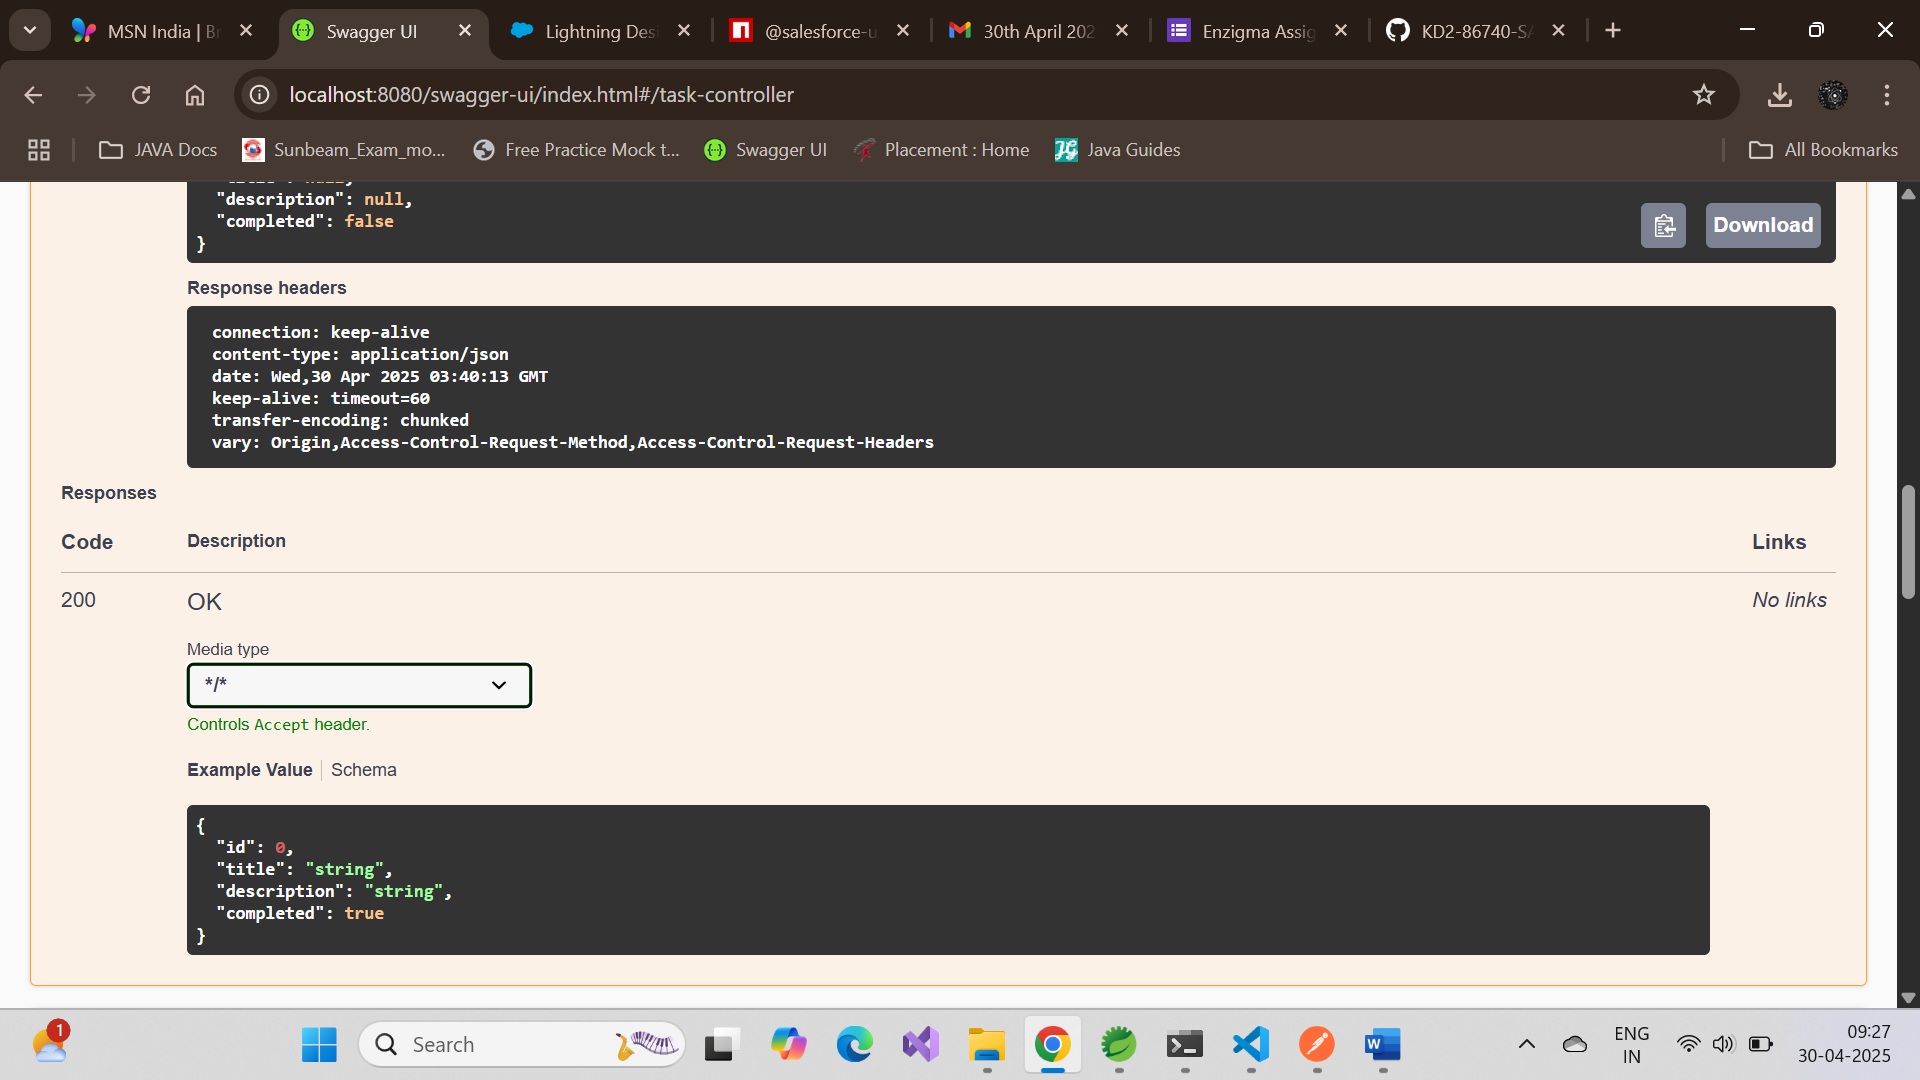 MSN India | Br
Swagger UI
Lightning Desi
@salesforce-u
30th April 202
Enzigma Assig
KD2-86740-SA
localhost:8080/swagger-ui/index.html#/task-controller
JAVA Docs
Sunbeam_Exam_mo...
Free Practice Mock t...
Swagger UI
Placement : Home
Java Guides
All Bookmarks
"description": null,
"completed": false
}
Download
Response headers
connection: keep-alive
content-type: application/json
date: Wed,30 Apr 2025 03:40:13 GMT
keep-alive: timeout=60
transfer-encoding: chunked
vary: Origin,Access-Control-Request-Method,Access-Control-Request-Headers
Responses
Code Description Links
200 OK No links
Media type
*/*
Controls Accept header.
Example Value Schema
{
"id": 0,
"title": "string",
"description": "string",
"completed": true
}
1
Search
ENG
IN
09:27
30-04-2025